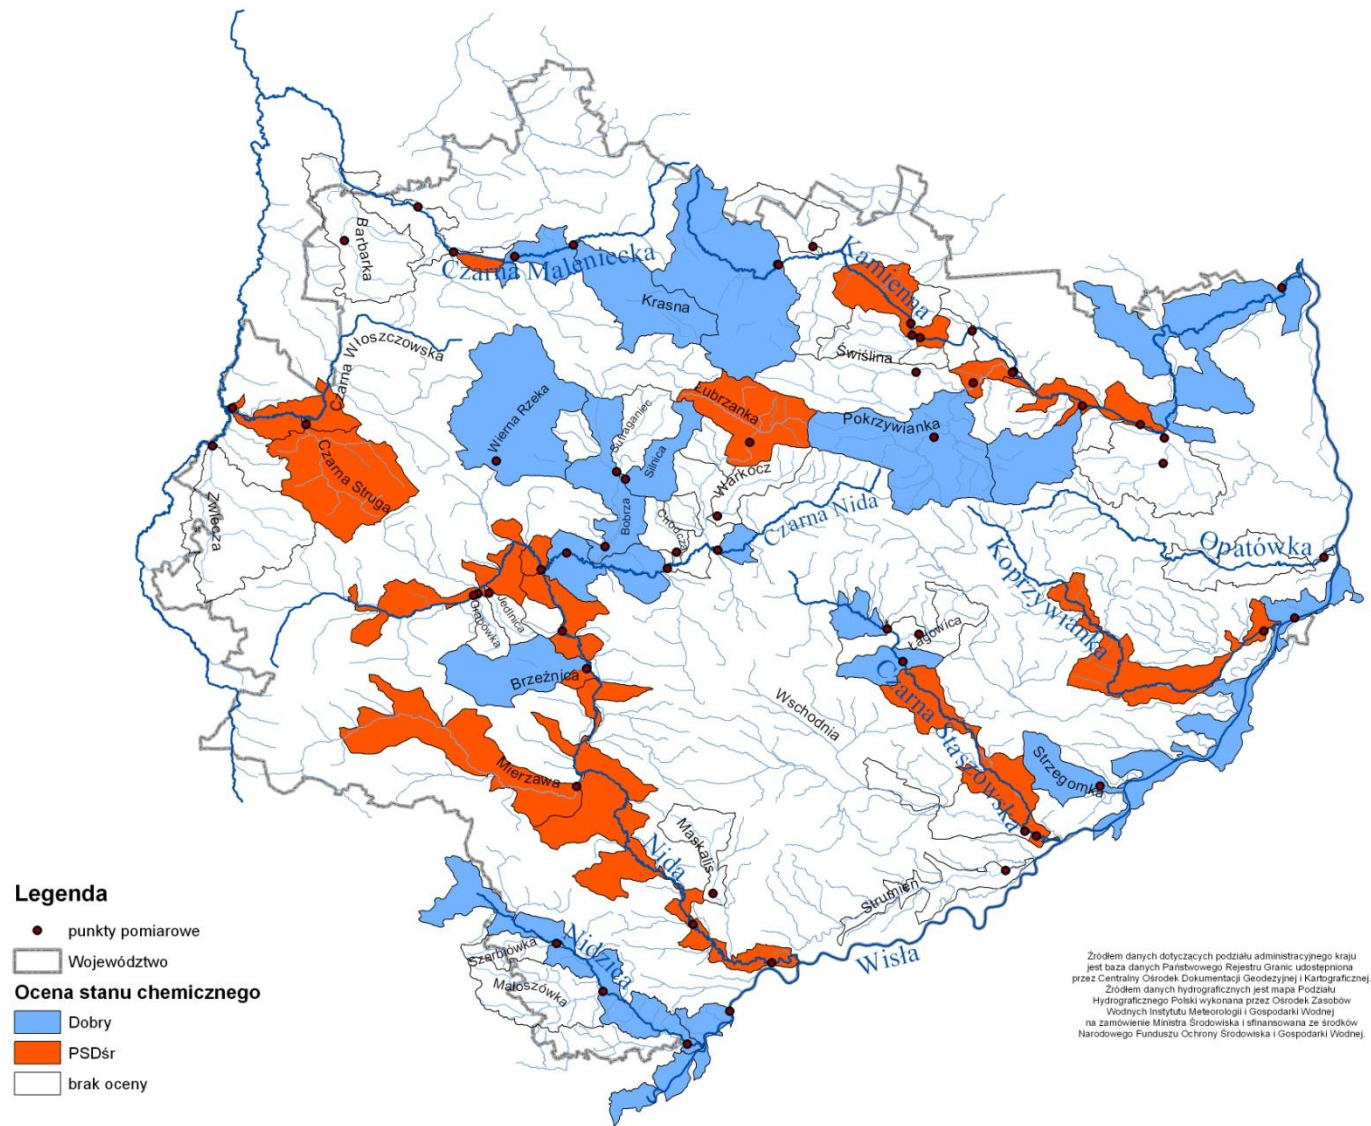 Barbarka
Czarna Maleniecka
Kamienna
Krasna
Świślina
Czarna Włoszczowska
Wierna Rzeka
Sufraganiec
Silnica
Lubrzanka
Pokrzywianka
Warkocz
Czarna Struga
Zwlecza
Bobrza
Chodcza
Czarna Nida
Opatówka
Koprzywianka
Grabówka
Jedlnica
Łagowica
Brzeźnica
Wschodnia
Czarna Staszowska
Strzegomka
Mierzawa
Nida
Maskalis
Strumień
Nidzica
Szarbiówka
Małoszówka
Wisła
Legenda
punkty pomiarowe
Województwo
Ocena stanu chemicznego
Dobry
PSDśr
brak oceny
Źródłem danych dotyczących podziału administracyjnego kraju
jest baza danych Państwowego Rejestru Granic udostępniona
przez Centralny Ośrodek Dokumentacji Geodezyjnej i Kartograficznej.
Źródłem danych hydrograficznych jest mapa Podziału
Hydrograficznego Polski wykonana przez Ośrodek Zasobów
Wodnych Instytutu Meteorologii i Gospodarki Wodnej
na zamówienie Ministra Środowiska i sfinansowana ze środków
Narodowego Funduszu Ochrony Środowiska i Gospodarki Wodnej.